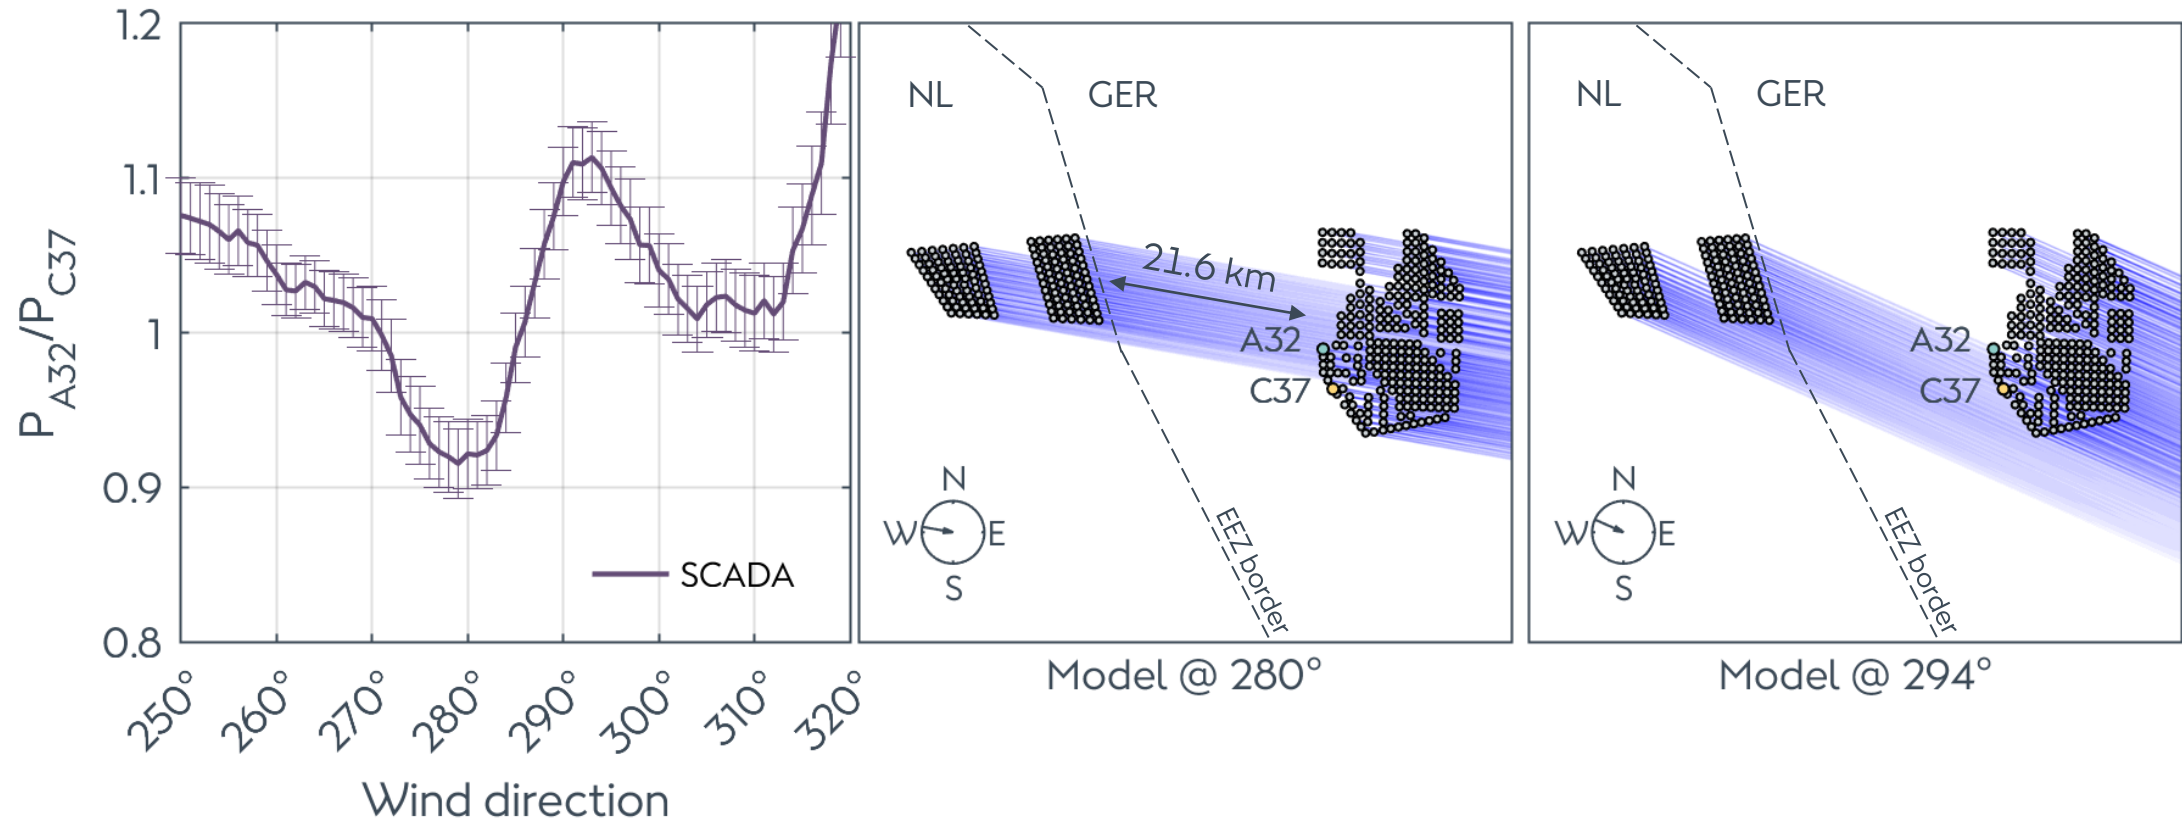 1.2
1.1
1
0.9
0.8
P A32/P C37
SCADA
250°
260°
270°
280°
290°
300°
310°
320°
Wind direction
NL
GER
21.6 km
A32
C37
N
W
E
S
EEZ border
Model @ 280°
NL
GER
A32
C37
N
W
E
S
EEZ border
Model @ 294°